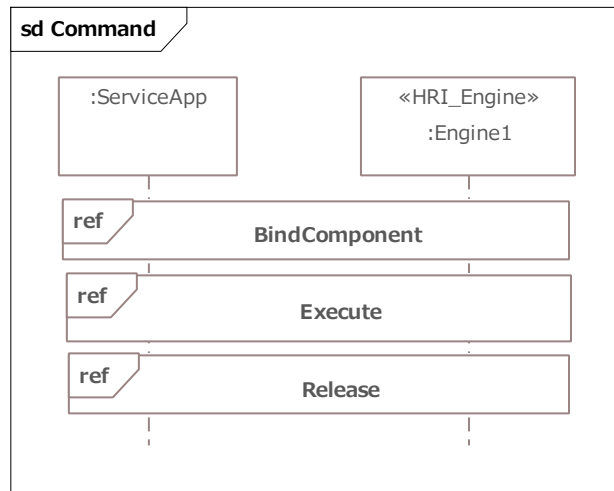 sd Command
:ServiceApp
«HRI_Engine»
:Engine1
ref
BindComponent
ref
Execute
ref
Release